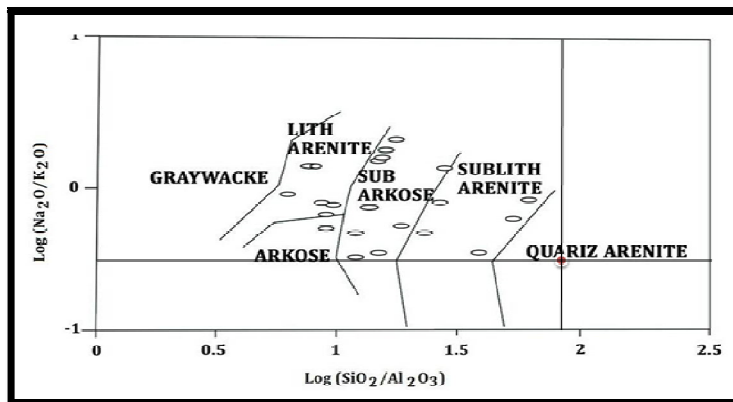 1
LITH
ARENITE
GRAYWACKE
SUB
ARKOSE
SUBLITH
ARENITE
0
ARKOSE
QUARIZ ARENITE
-1
0
0.5
1
1.5
2
2.5
Log (Na2O/K2O)
Log (SiO2/Al2O3)